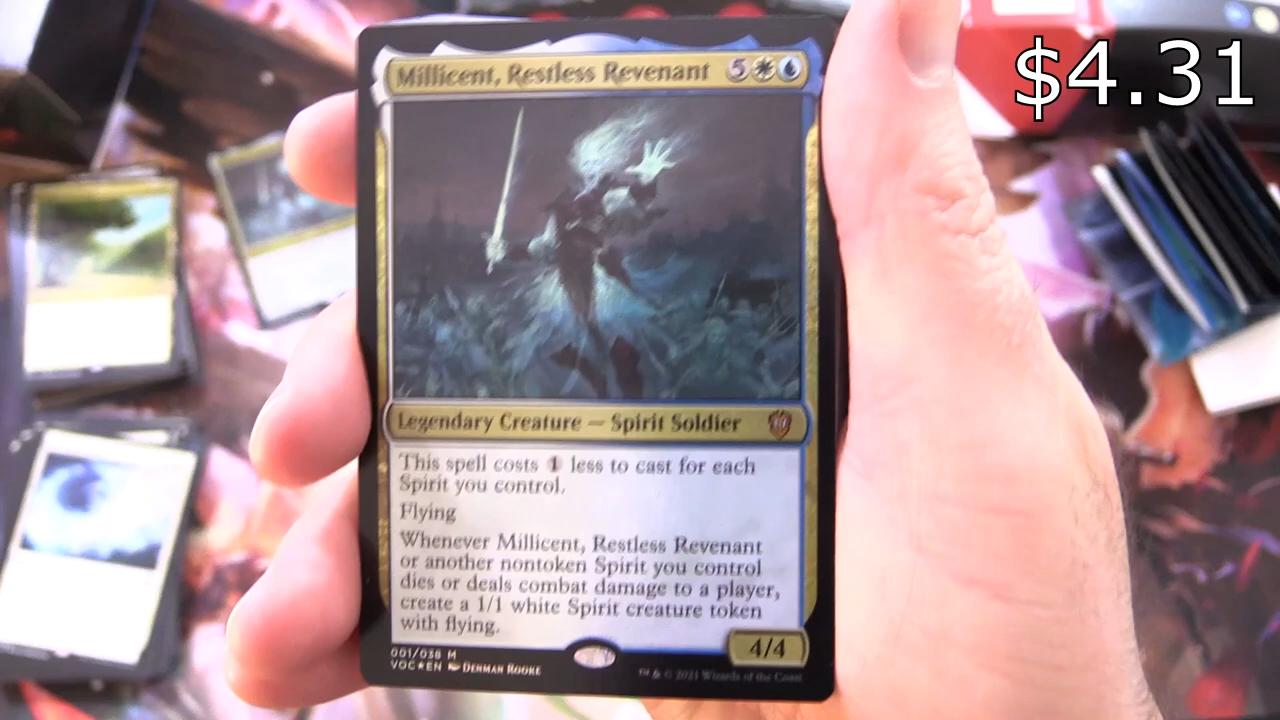 $4.31
Millicent, Restless Revenant 5
Legendary Creature — Spirit Soldier
This spell costs 1 less to cast for each
Spirit you control.
Flying
Whenever Millicent, Restless Revenant
or another nontoken Spirit you control
dies or deals combat damage to a player,
create a 1/1 white Spirit creature token
with flying.
4/4
001/038 M
VOC★EN Denman Rooke
™ & © 2021 Wizards of the Coast